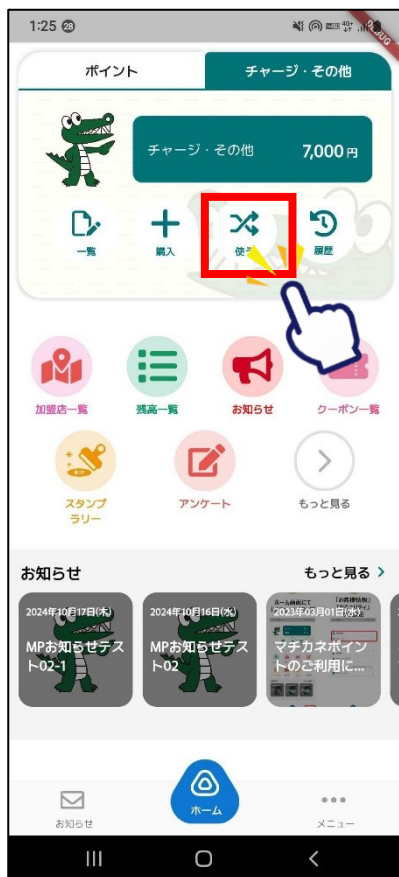 1:25 28
ポイント
チャージ・その他
チャージ・その他 7,000 円
一覧 購入 使う 履歴
加盟店一覧 残高一覧 お知らせ クーポン一覧
スタンプ
ラリー
アンケート
もっと見る
お知らせ
もっと見る
2024年10月17日(木)
MPお知らせテス
ト02-1
2024年10月16日(水)
MPお知らせテス
ト02
2023年03月01日(水)
マチカネポイン
トのご利用に...
お知らせ
ホーム
メニュー